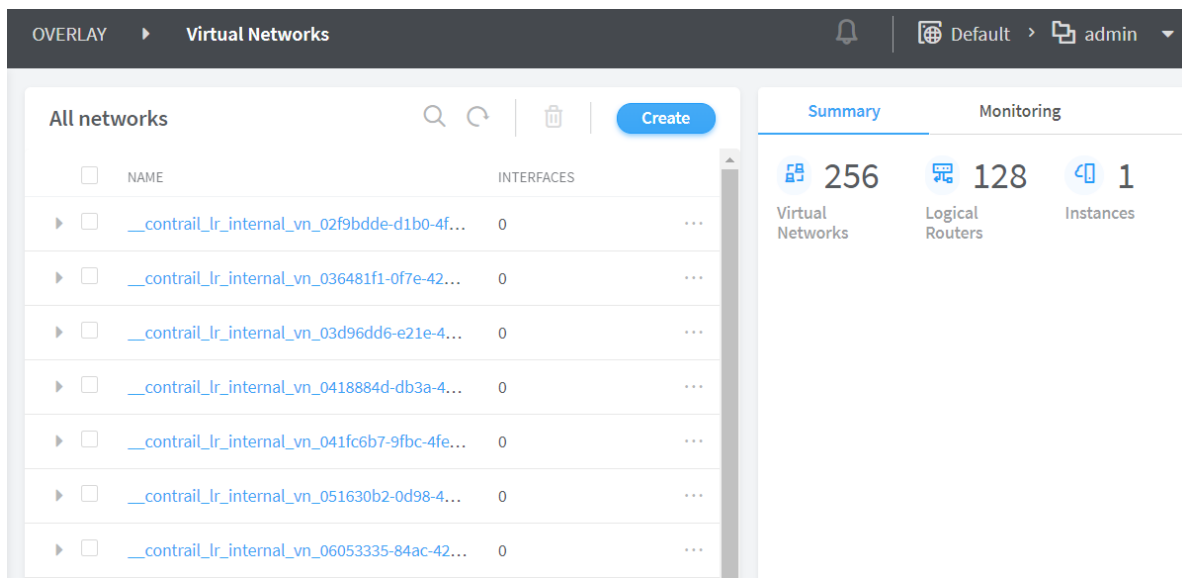 OVERLAY Virtual Networks Default admin
All networks Create
NAME INTERFACES
__contrail_lr_internal_vn_02f9bdde-d1b0-4f... 0 ...
__contrail_lr_internal_vn_036481f1-0f7e-42... 0 ...
__contrail_lr_internal_vn_03d96dd6-e21e-4... 0 ...
__contrail_lr_internal_vn_0418884d-db3a-4... 0 ...
__contrail_lr_internal_vn_041fc6b7-9fbc-4fe... 0 ...
__contrail_lr_internal_vn_051630b2-0d98-4... 0 ...
__contrail_lr_internal_vn_06053335-84ac-42... 0 ...
Summary Monitoring
256 128 1
Virtual Logical Instances
Networks Routers